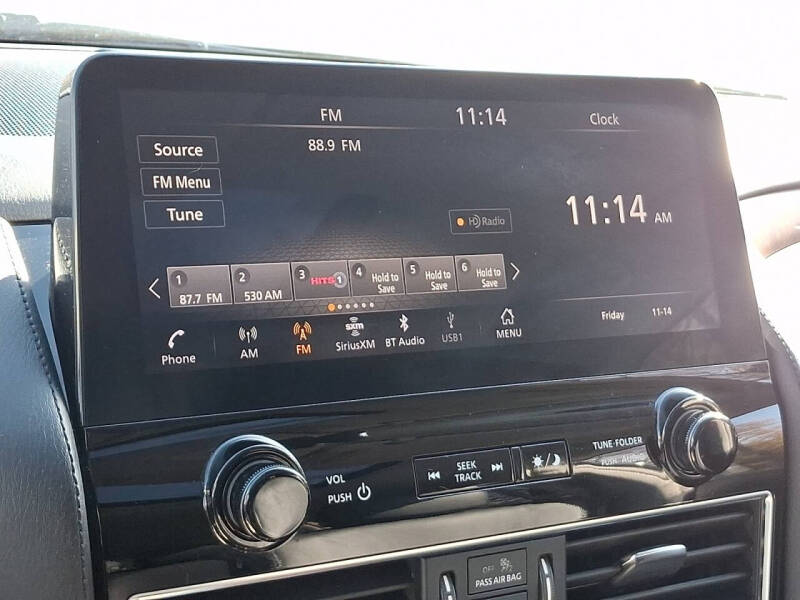 FM 11:14 Clock
Source 88.9 FM
FM Menu
Tune
HD Radio
11:14 AM
1 2 3 4 5 6
87.7 FM 530 AM HITS 1 Hold to Save Hold to Save Hold to Save
Friday 11-14
Phone AM FM SiriusXM BT Audio USB1 MENU
sxm
VOL
PUSH
SEEK
TRACK
TUNE·FOLDER
PUSH AUDIO
OFF
PASS AIR BAG